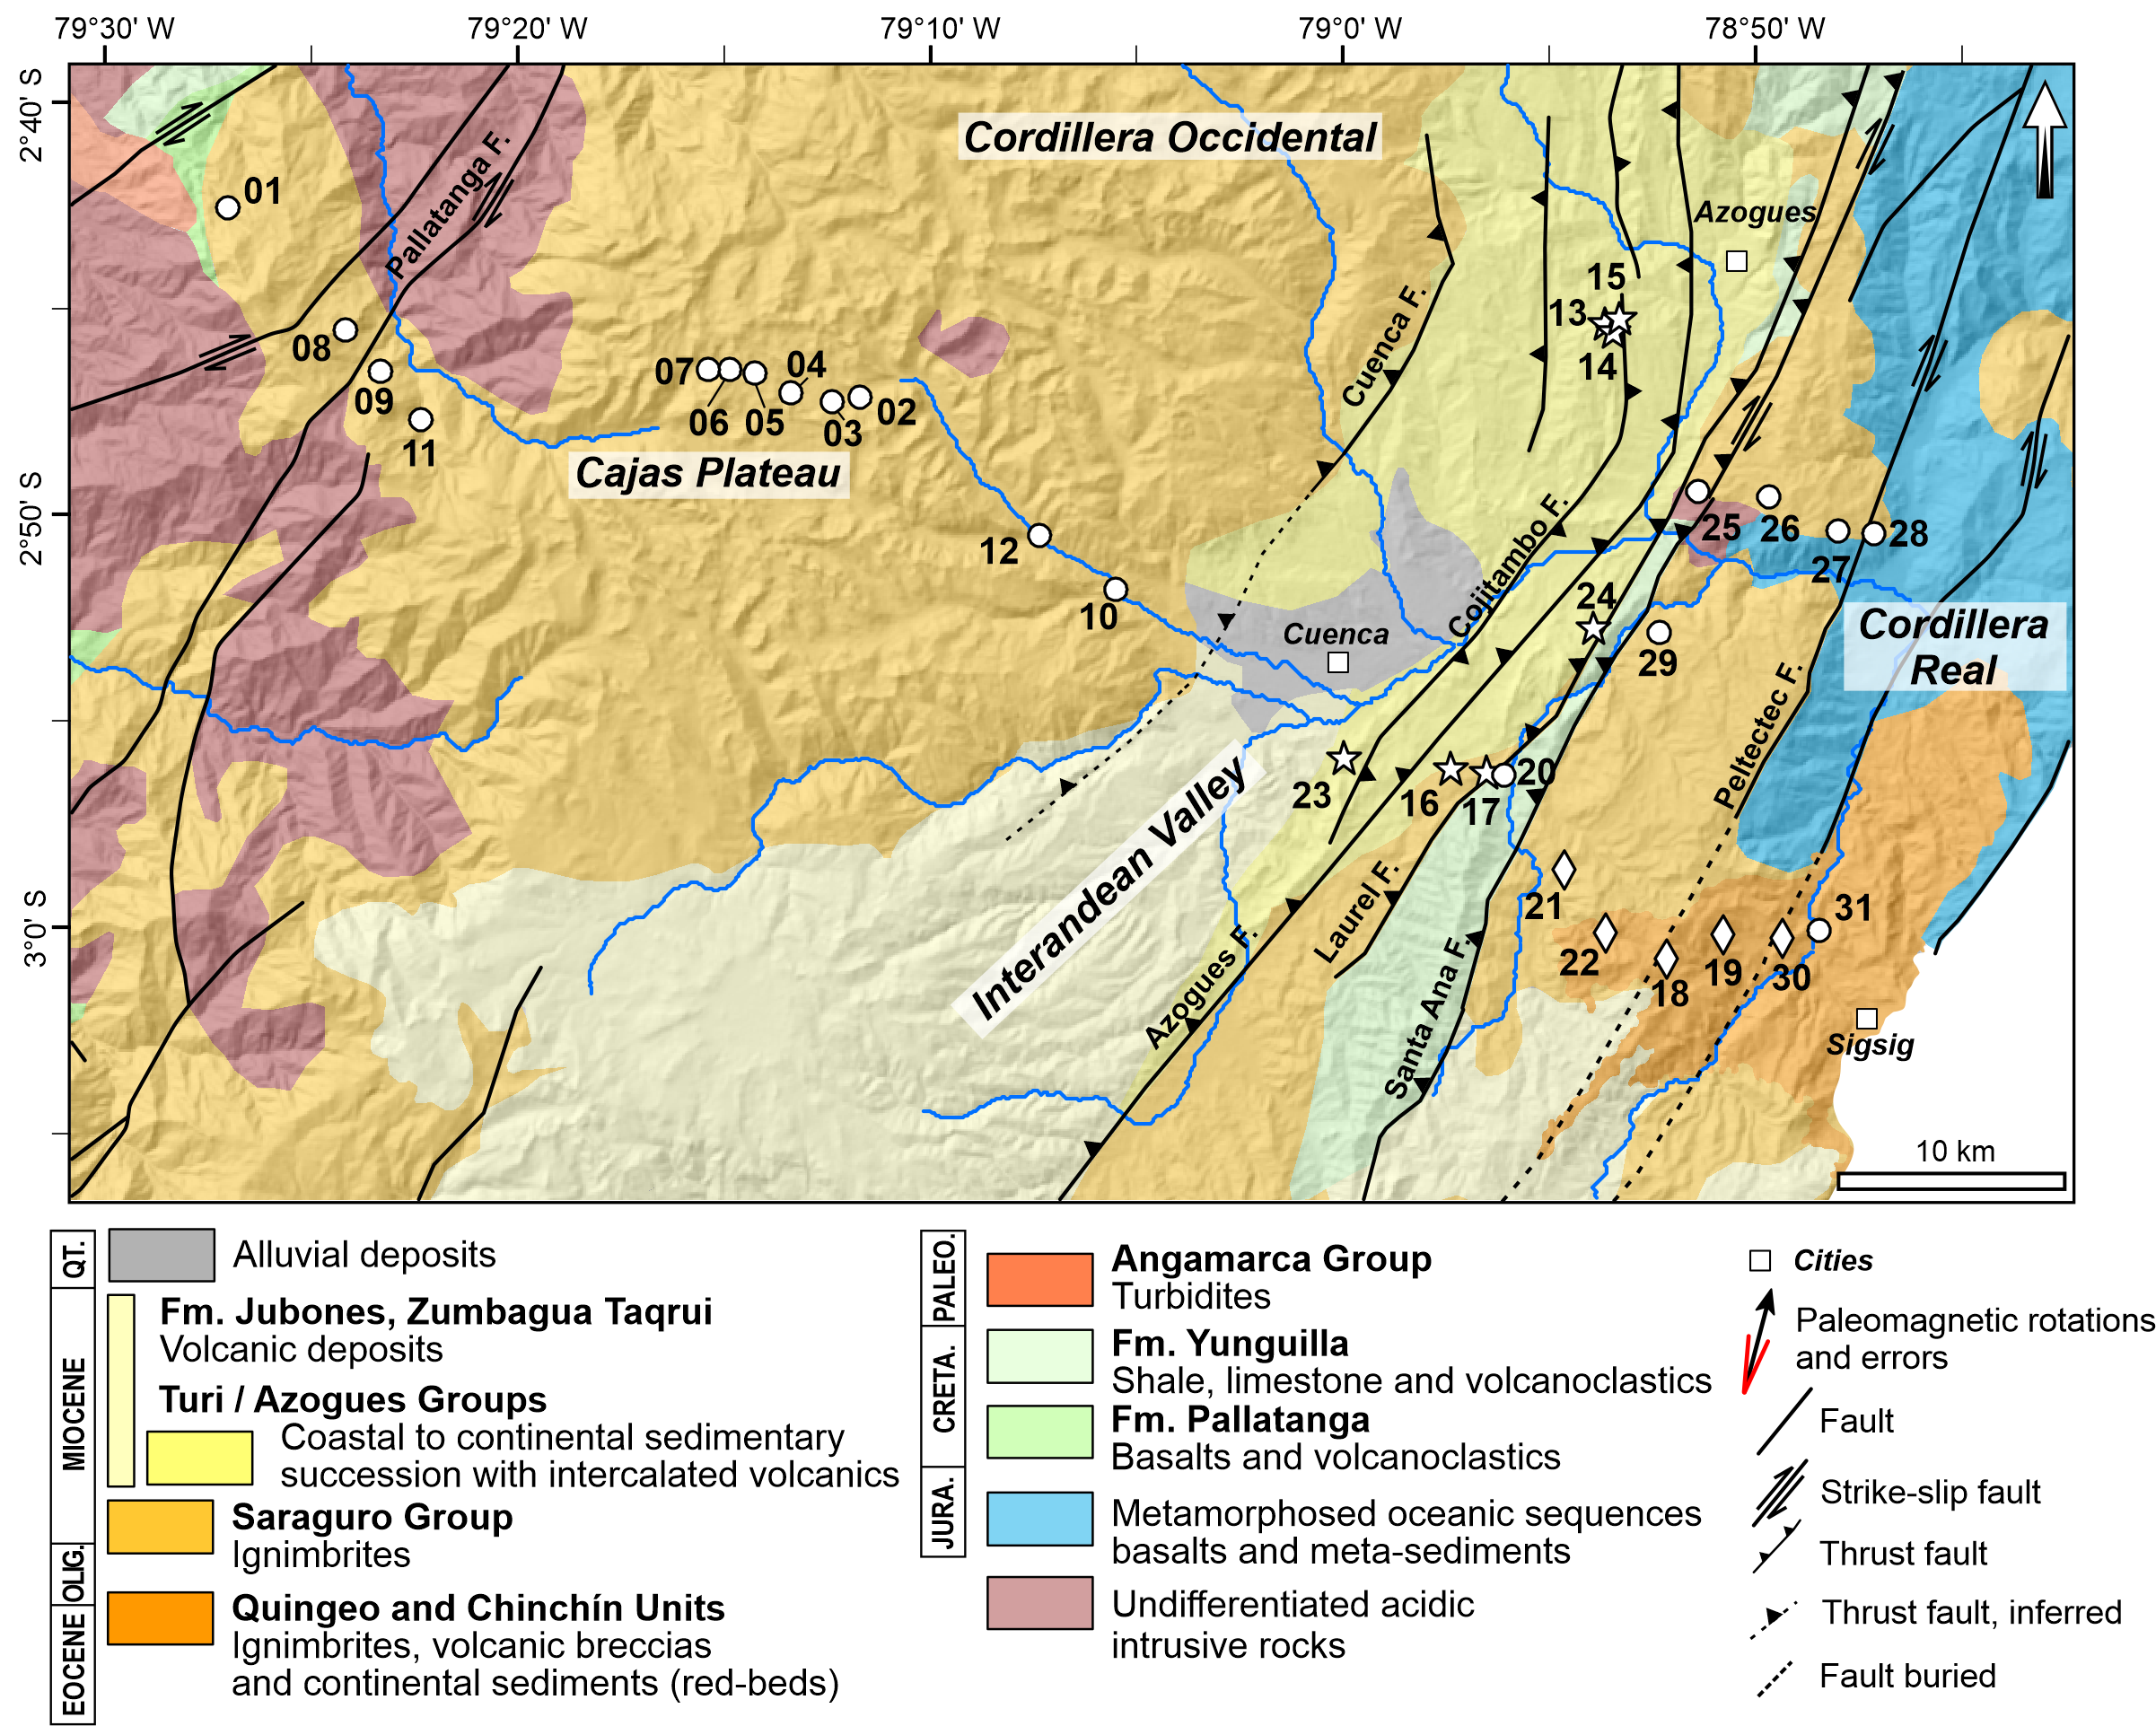 79°30' W
79°20' W
79°10' W
79°0' W
78°50' W
2°40' S
2°50' S
3°0' S
Cordillera Occidental
01
Pallatanga F.
Azogues
08
09
11
07
06
05
04
03
02
Cajas Plateau
Cuenca F.
15
13
14
12
10
Cojitambo F.
Cuenca
25
26
27
28
24
29
Cordillera
Real
Peltectec F.
23
16
17
20
Interandean Valley
Laurel F.
Azogues F.
Santa Ana F.
21
22
18
19
30
31
Sigsig
10 km
QT.
MIOCENE
OLIG.
EOCENE
Alluvial deposits
Fm. Jubones, Zumbagua Taqrui
Volcanic deposits
Turi / Azogues Groups
Coastal to continental sedimentary
succession with intercalated volcanics
Saraguro Group
Ignimbrites
Quingeo and Chinchín Units
Ignimbrites, volcanic breccias
and continental sediments (red-beds)
PALEO.
CRETA.
JURA.
Angamarca Group
Turbidites
Fm. Yunguilla
Shale, limestone and volcanoclastics
Fm. Pallatanga
Basalts and volcanoclastics
Metamorphosed oceanic sequences
basalts and meta-sediments
Undifferentiated acidic
intrusive rocks
Cities
Paleomagnetic rotations
and errors
Fault
Strike-slip fault
Thrust fault
Thrust fault, inferred
Fault buried